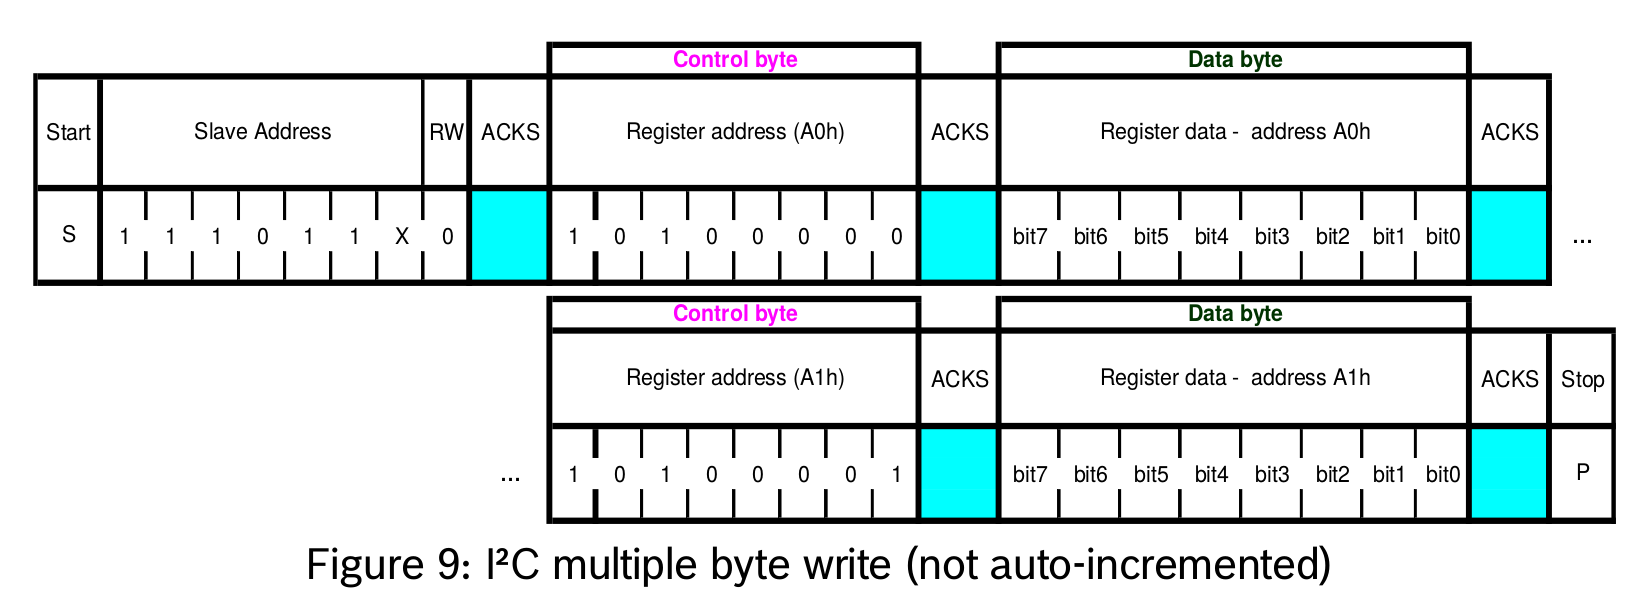 Control byte Data byte
Start Slave Address RW ACKS Register address (A0h) ACKS Register data - address A0h ACKS
S 1 1 1 0 1 1 X 0 1 0 1 0 0 0 0 0 bit7 bit6 bit5 bit4 bit3 bit2 bit1 bit0 ...
Control byte Data byte
Register address (A1h) ACKS Register data - address A1h ACKS Stop
... 1 0 1 0 0 0 0 1 bit7 bit6 bit5 bit4 bit3 bit2 bit1 bit0 P
Figure 9: I²C multiple byte write (not auto-incremented)